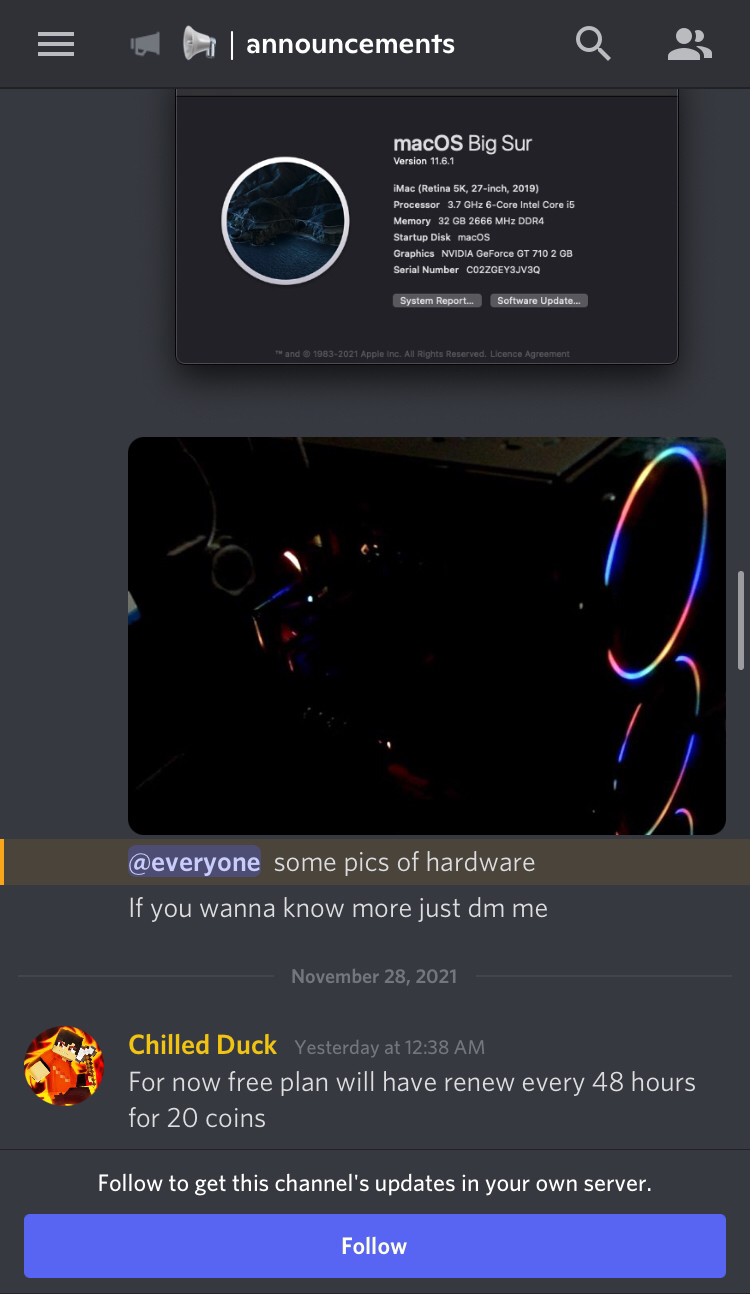 | announcements
macOS Big Sur
Version 11.6.1
iMac (Retina 5K, 27-inch, 2019)
Processor 3.7 GHz 6-Core Intel Core i5
Memory 32 GB 2666 MHz DDR4
Startup Disk macOS
Graphics NVIDIA GeForce GT 710 2 GB
Serial Number C02ZGEY3JV3Q
System Report... Software Update...
™ and © 1983-2021 Apple Inc. All Rights Reserved. Licence Agreement
@everyone some pics of hardware
If you wanna know more just dm me
November 28, 2021
Chilled Duck Yesterday at 12:38 AM
For now free plan will have renew every 48 hours
for 20 coins
Follow to get this channel's updates in your own server.
Follow